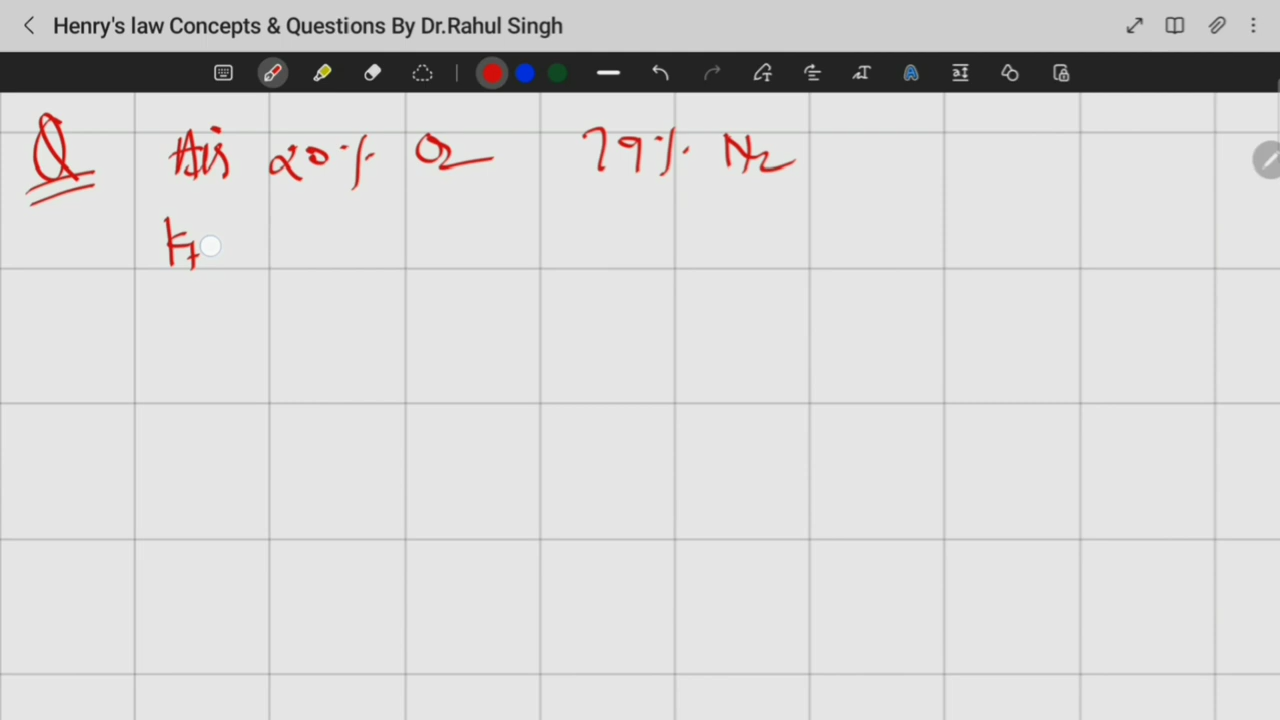 Henry's law Concepts & Questions By Dr.Rahul Singh
Q Air 20% O2 79% N2
KH